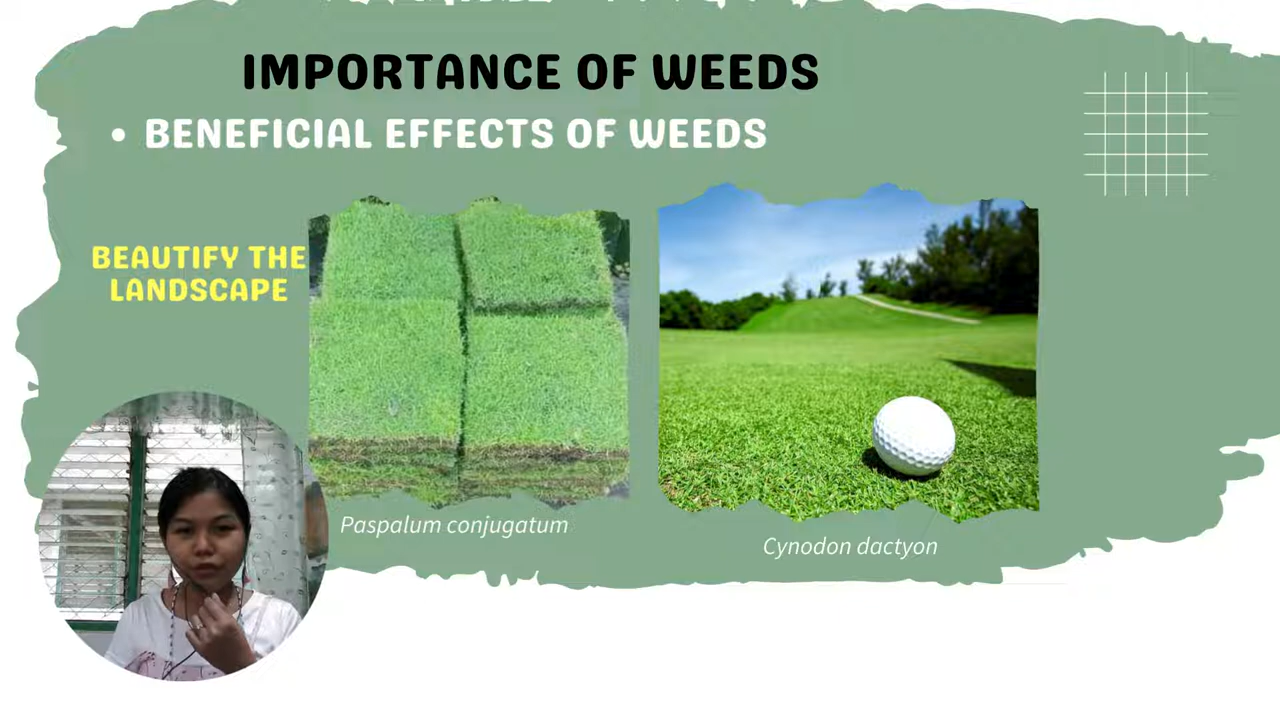 IMPORTANCE OF WEEDS
• BENEFICIAL EFFECTS OF WEEDS
BEAUTIFY THE
LANDSCAPE
Paspalum conjugatum
Cynodon dactyon